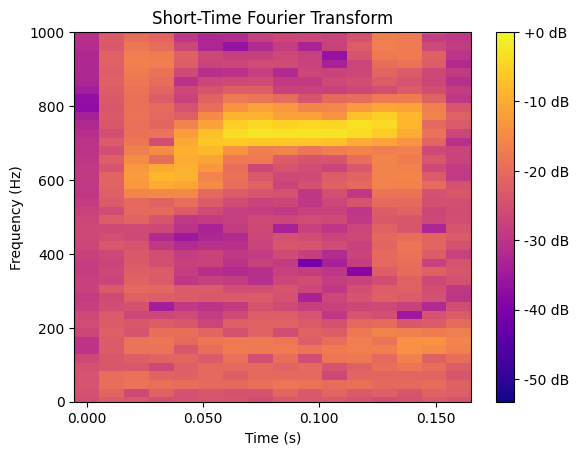 Short-Time Fourier Transform
1000
800
600
400
200
0
Frequency (Hz)
0.000
0.050
0.100
0.150
Time (s)
+0 dB
-10 dB
-20 dB
-30 dB
-40 dB
-50 dB